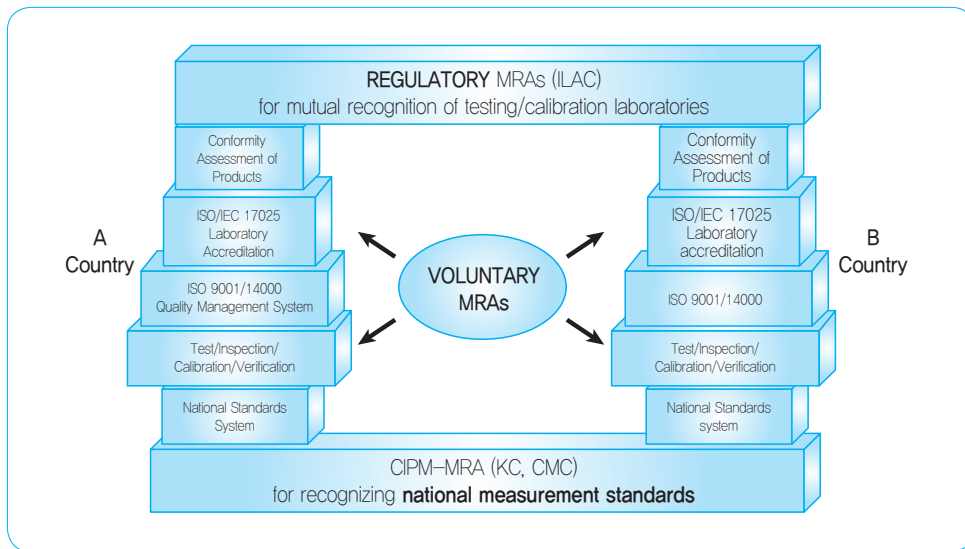 REGULATORY MRAs (ILAC)
for mutual recognition of testing/calibration laboratories
Conformity
Assessment of
Products
ISO/IEC 17025
Laboratory
Accreditation
A
Country
ISO 9001/14000
Quality Management System
Test/Inspection/
Calibration/Verification
National Standards
System
VOLUNTARY
MRAs
Conformity
Assessment of
Products
ISO/IEC 17025
Laboratory
accreditation
B
Country
ISO 9001/14000
Test/Inspection/
Calibration/Verification
National Standards
system
CIPM–MRA (KC, CMC)
for recognizing national measurement standards